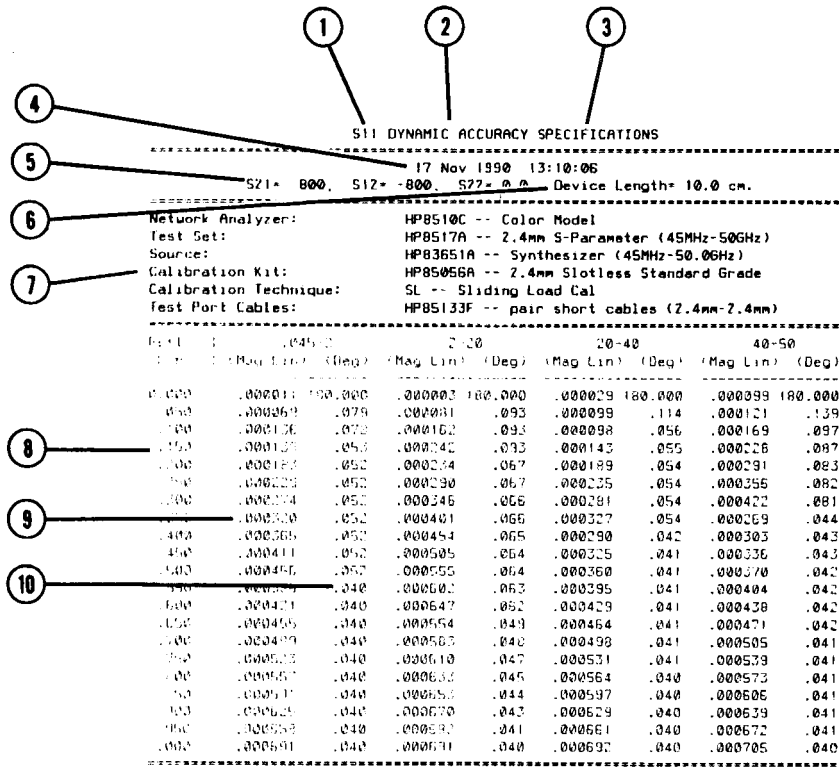 1 2 3
4
S11 DYNAMIC ACCURACY SPECIFICATIONS
17 Nov 1990 13:10:06
5
S21= 800, S12= -800, S22= 0.0 Device Length= 10.0 cm.
6
Network Analyzer: HP8510C -- Color Model
Test Set: HP8517A -- 2.4mm S-Parameter (45MHz-50GHz)
Source: HP83651A -- Synthesizer (45MHz-50.06Hz)
7
Calibration Kit: HP85056A -- 2.4mm Slotless Standard Grade
Calibration Technique: SL -- Sliding Load Cal
Test Port Cables: HP85133F -- pair short cables (2.4mm-2.4mm)
20-40 40-50
(Mag Lin) (Deg) (Mag Lin) (Deg) (Mag Lin) (Deg) (Mag Lin) (Deg)
.000011 180.000 .000003 180.000 .000029 180.000 .000099 180.000
.079 .000081 .093 .000099 .114 .000121 .139
.000162 .093 .000098 .056 .000169 .097
8
.053 .000242 .093 .000143 .055 .000226 .087
.052 .000234 .067 .000189 .054 .000291 .083
.052 .000290 .067 .000235 .054 .000356 .082
.052 .000346 .066 .000281 .054 .000422 .081
9
.000320 .052 .000401 .066 .000327 .054 .000269 .044
.400 .000365 .052 .000454 .065 .000290 .042 .000303 .043
.000411 .052 .000505 .064 .000325 .041 .000336 .043
.052 .000555 .064 .000360 .041 .000370 .042
10
.040 .000602 .063 .000395 .041 .000404 .042
.040 .000647 .062 .000429 .041 .000438 .042
.040 .000554 .049 .000464 .041 .000471 .042
.040 .000583 .048 .000498 .041 .000505 .041
.040 .000610 .047 .000531 .041 .000539 .041
.040 .045 .000564 .040 .000573 .041
.040 .044 .000597 .040 .000606 .041
.040 .000670 .043 .000629 .040 .000639 .041
.040 .041 .000661 .040 .000672 .041
.000691 .040 .000691 .040 .000692 .040 .000705 .040